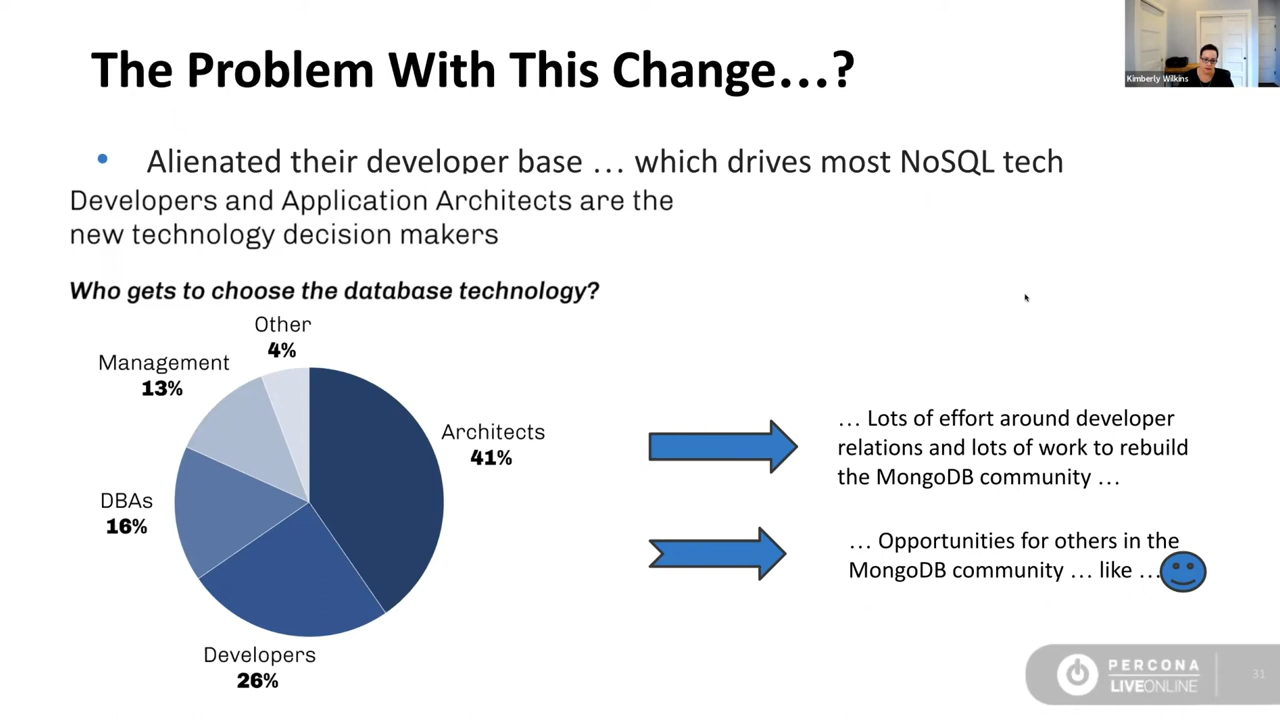 The Problem With This Change...?
Kimberly Wilkins
• Alienated their developer base ... which drives most NoSQL tech
Developers and Application Architects are the
new technology decision makers
Who gets to choose the database technology?
Other
4%
Management
13%
Architects
41%
DBAs
16%
Developers
26%
... Lots of effort around developer
relations and lots of work to rebuild
the MongoDB community ...
... Opportunities for others in the
MongoDB community ... like ...
PERCONA
LIVEONLINE
31